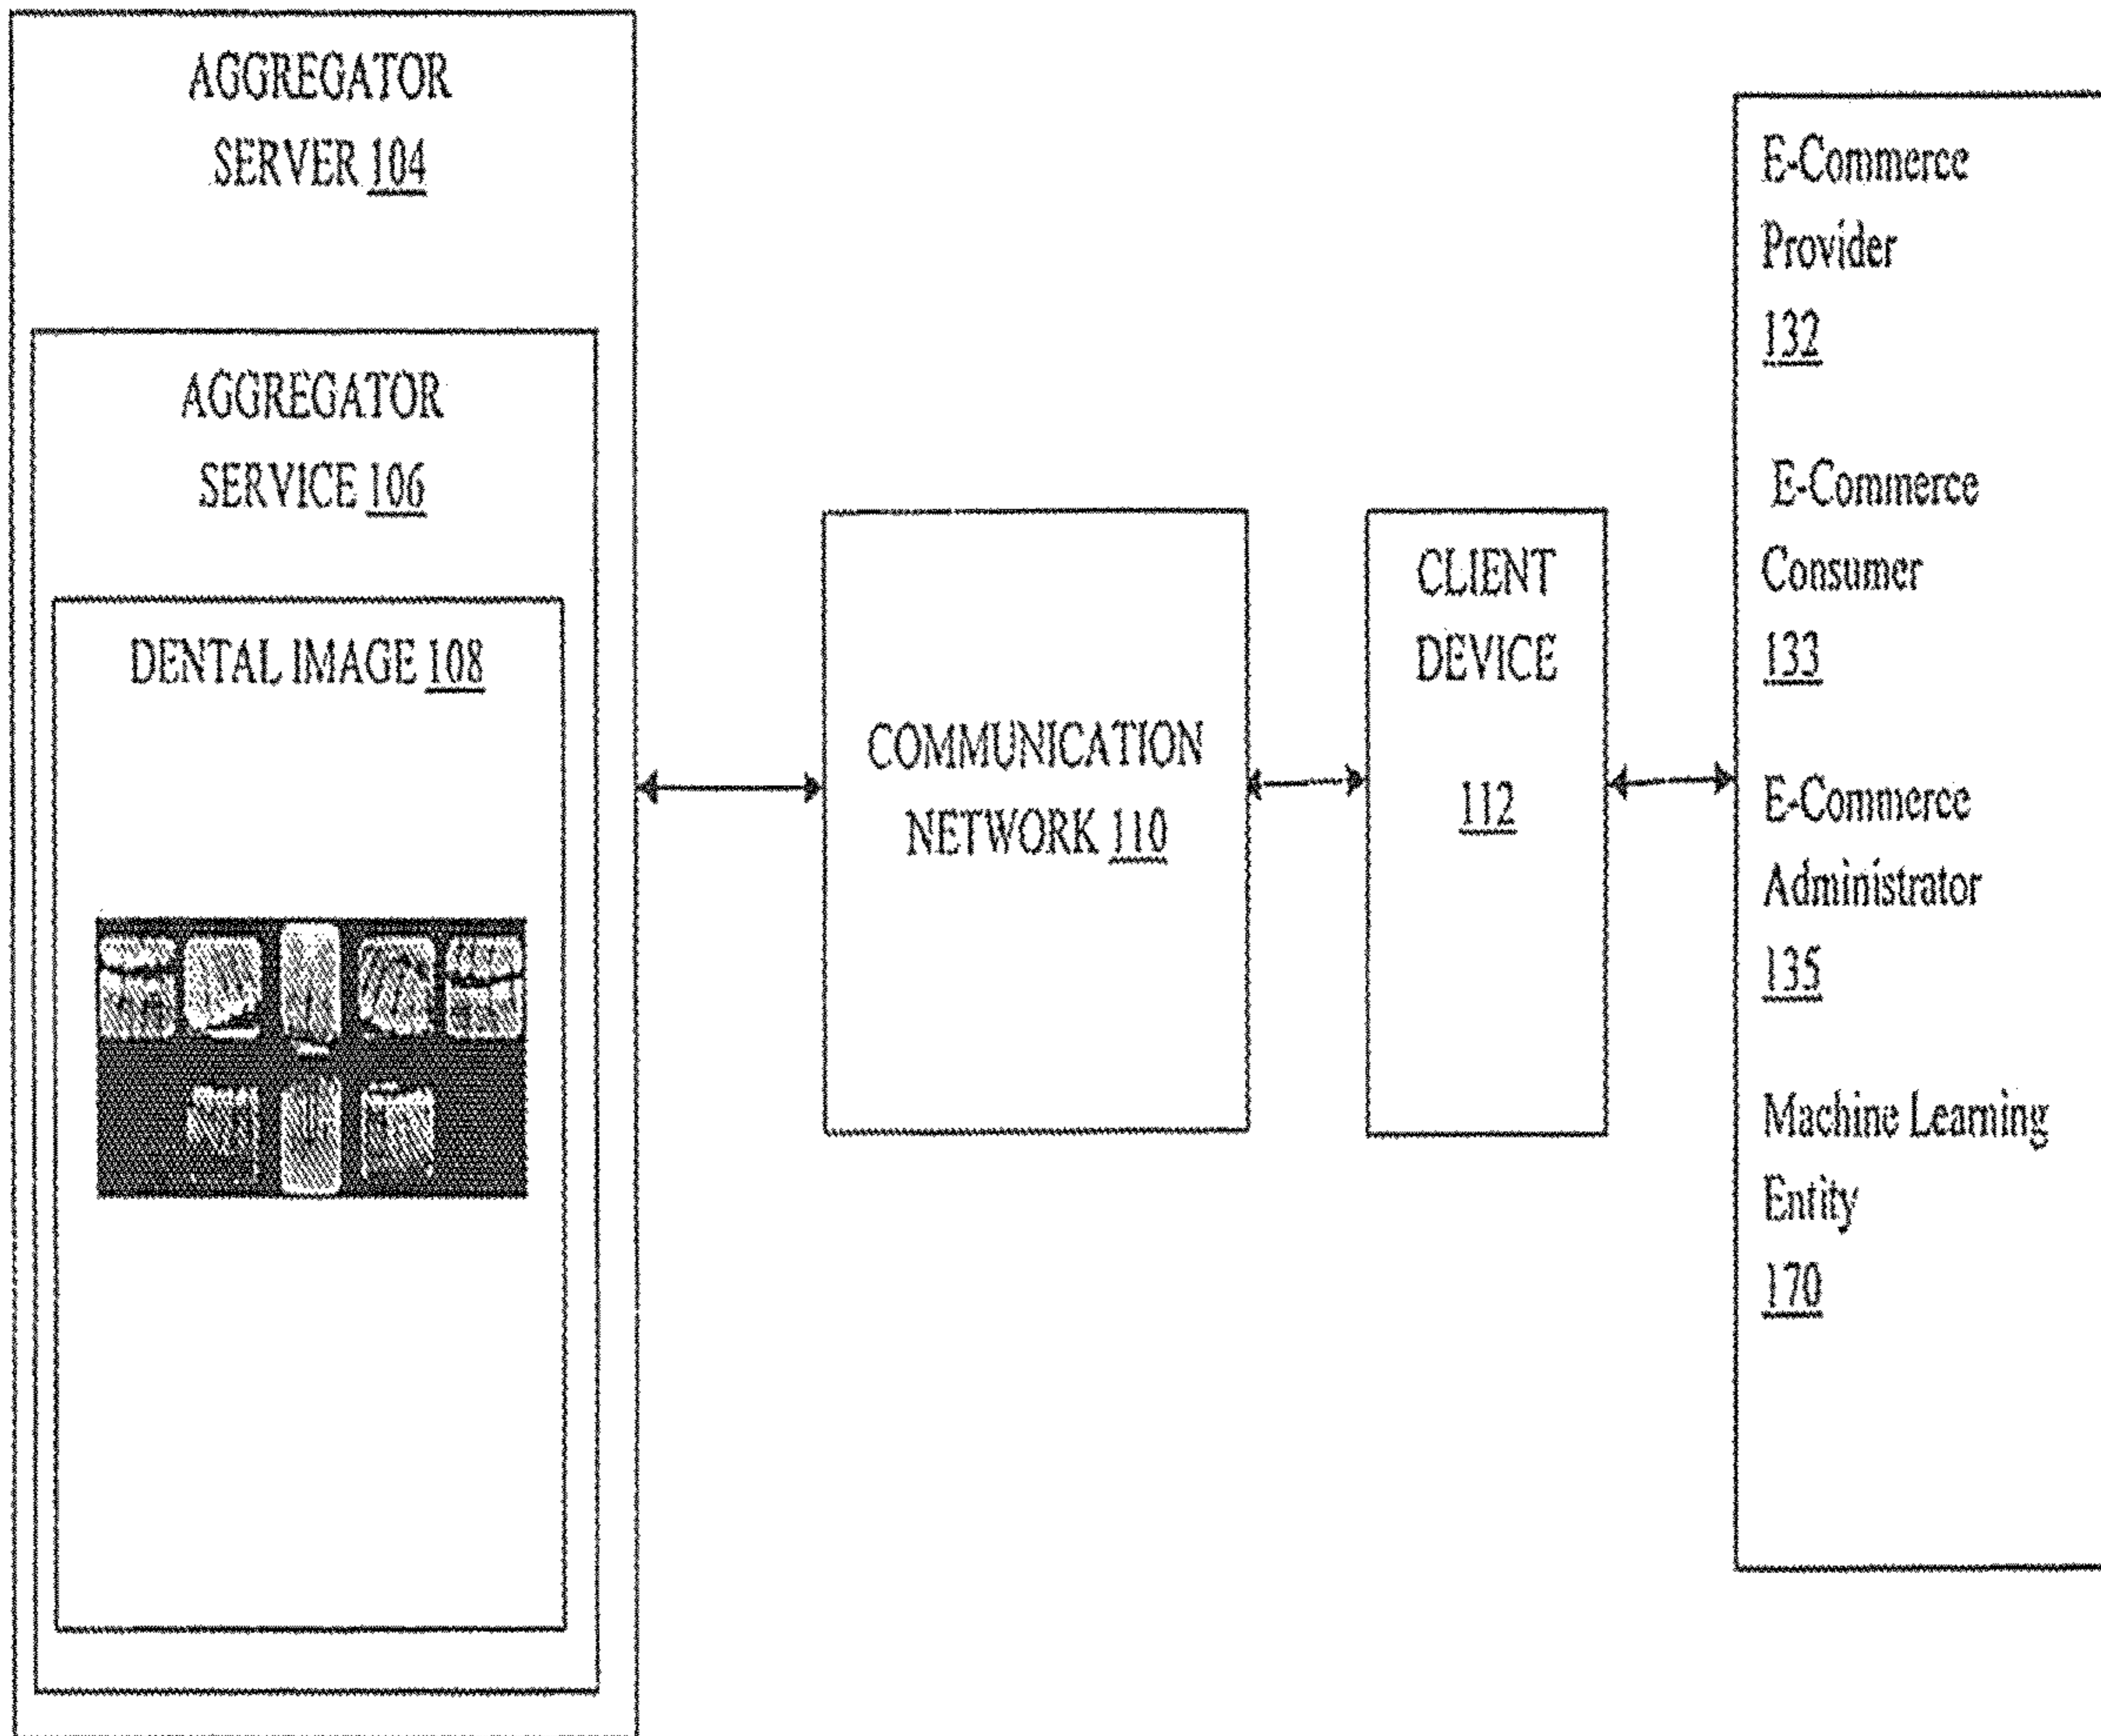 AGGREGATOR
SERVER 104
AGGREGATOR
SERVICE 106
DENTAL IMAGE 108
COMMUNICATION
NETWORK 110
CLIENT
DEVICE
112
E-Commerce
Provider
132
E-Commerce
Consumer
133
E-Commerce
Administrator
135
Machine Learning
Entity
170